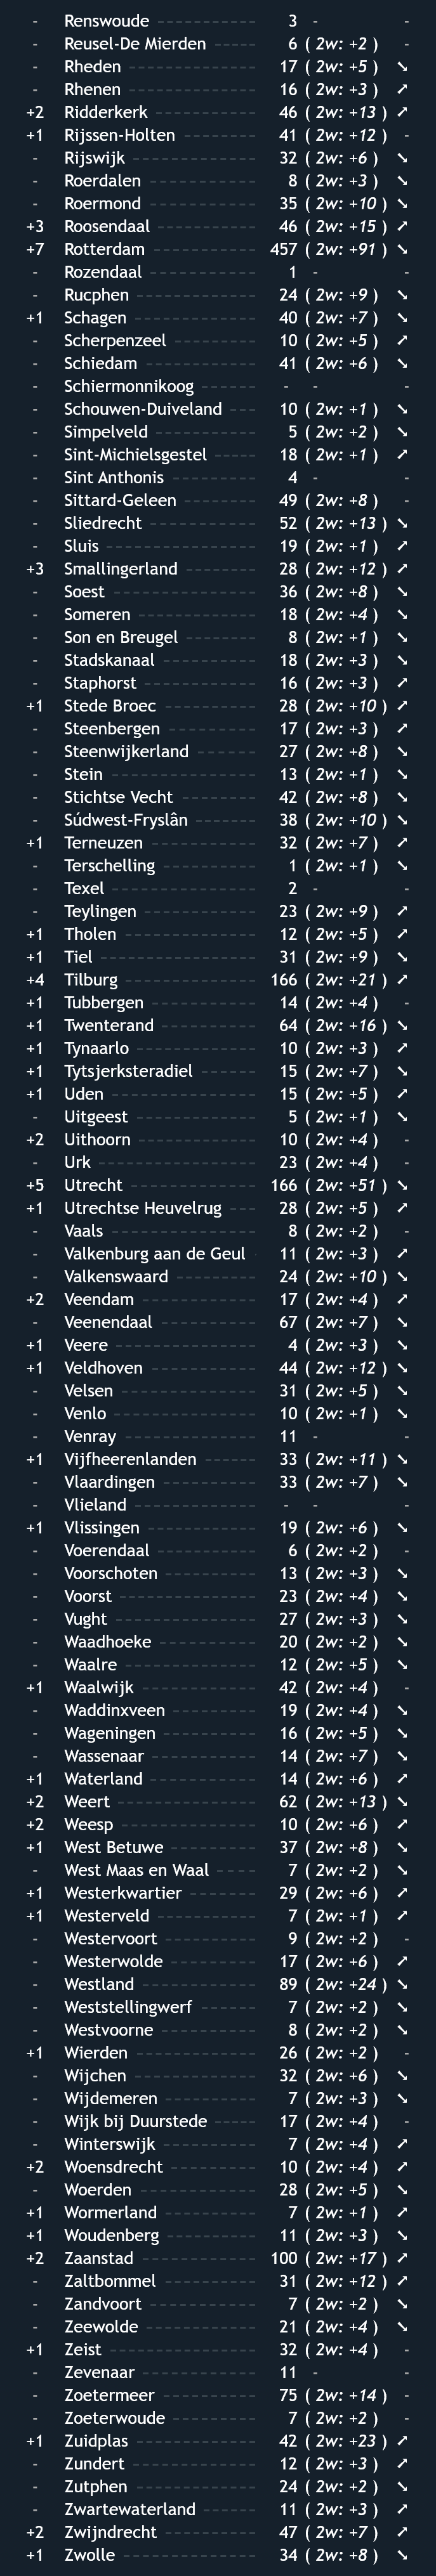 - Renswoude 3 - -
- Reusel-De Mierden 6 ( 2w: +2 ) -
- Rheden 17 ( 2w: +5 ) ➘
- Rhenen 16 ( 2w: +3 ) ➚
+2 Ridderkerk 46 ( 2w: +13 ) ➚
+1 Rijssen-Holten 41 ( 2w: +12 ) -
- Rijswijk 32 ( 2w: +6 ) ➘
- Roerdalen 8 ( 2w: +3 ) ➘
- Roermond 35 ( 2w: +10 ) ➘
+3 Roosendaal 46 ( 2w: +15 ) ➚
+7 Rotterdam 457 ( 2w: +91 ) ➘
- Rozendaal 1 - -
- Rucphen 24 ( 2w: +9 ) ➘
+1 Schagen 40 ( 2w: +7 ) ➘
- Scherpenzeel 10 ( 2w: +5 ) ➚
- Schiedam 41 ( 2w: +6 ) ➘
- Schiermonnikoog - - -
- Schouwen-Duiveland 10 ( 2w: +1 ) ➘
- Simpelveld 5 ( 2w: +2 ) ➘
- Sint-Michielsgestel 18 ( 2w: +1 ) ➚
- Sint Anthonis 4 - -
- Sittard-Geleen 49 ( 2w: +8 ) -
- Sliedrecht 52 ( 2w: +13 ) ➘
- Sluis 19 ( 2w: +1 ) ➚
+3 Smallingerland 28 ( 2w: +12 ) ➚
- Soest 36 ( 2w: +8 ) ➘
- Someren 18 ( 2w: +4 ) ➘
- Son en Breugel 8 ( 2w: +1 ) ➘
- Stadskanaal 18 ( 2w: +3 ) ➘
- Staphorst 16 ( 2w: +3 ) ➚
+1 Stede Broec 28 ( 2w: +10 ) ➚
- Steenbergen 17 ( 2w: +3 ) ➚
- Steenwijkerland 27 ( 2w: +8 ) ➘
- Stein 13 ( 2w: +1 ) ➘
- Stichtse Vecht 42 ( 2w: +8 ) ➘
- Súdwest-Fryslân 38 ( 2w: +10 ) ➘
+1 Terneuzen 32 ( 2w: +7 ) ➚
- Terschelling 1 ( 2w: +1 ) ➘
- Texel 2 - -
- Teylingen 23 ( 2w: +9 ) ➚
+1 Tholen 12 ( 2w: +5 ) ➚
+1 Tiel 31 ( 2w: +9 ) ➘
+4 Tilburg 166 ( 2w: +21 ) ➚
+1 Tubbergen 14 ( 2w: +4 ) -
+1 Twenterand 64 ( 2w: +16 ) ➘
+1 Tynaarlo 10 ( 2w: +3 ) ➚
+1 Tytsjerksteradiel 15 ( 2w: +7 ) ➘
+1 Uden 15 ( 2w: +5 ) ➚
- Uitgeest 5 ( 2w: +1 ) ➘
+2 Uithoorn 10 ( 2w: +4 ) -
- Urk 23 ( 2w: +4 ) -
+5 Utrecht 166 ( 2w: +51 ) ➘
+1 Utrechtse Heuvelrug 28 ( 2w: +5 ) ➚
- Vaals 8 ( 2w: +2 ) -
- Valkenburg aan de Geul 11 ( 2w: +3 ) ➚
- Valkenswaard 24 ( 2w: +10 ) ➘
+2 Veendam 17 ( 2w: +4 ) ➚
- Veenendaal 67 ( 2w: +7 ) ➘
+1 Veere 4 ( 2w: +3 ) ➘
+1 Veldhoven 44 ( 2w: +12 ) ➘
- Velsen 31 ( 2w: +5 ) ➘
- Venlo 10 ( 2w: +1 ) ➘
- Venray 11 - -
+1 Vijfheerenlanden 33 ( 2w: +11 ) ➘
- Vlaardingen 33 ( 2w: +7 ) ➘
- Vlieland - - -
+1 Vlissingen 19 ( 2w: +6 ) ➘
- Voerendaal 6 ( 2w: +2 ) -
- Voorschoten 13 ( 2w: +3 ) ➘
- Voorst 23 ( 2w: +4 ) ➘
- Vught 27 ( 2w: +3 ) ➘
- Waadhoeke 20 ( 2w: +2 ) ➘
- Waalre 12 ( 2w: +5 ) ➘
+1 Waalwijk 42 ( 2w: +4 ) -
- Waddinxveen 19 ( 2w: +4 ) ➘
- Wageningen 16 ( 2w: +5 ) ➘
- Wassenaar 14 ( 2w: +7 ) ➘
+1 Waterland 14 ( 2w: +6 ) ➚
+2 Weert 62 ( 2w: +13 ) ➘
+2 Weesp 10 ( 2w: +6 ) ➚
+1 West Betuwe 37 ( 2w: +8 ) ➘
- West Maas en Waal 7 ( 2w: +2 ) ➘
+1 Westerkwartier 29 ( 2w: +6 ) ➚
+1 Westerveld 7 ( 2w: +1 ) ➚
- Westervoort 9 ( 2w: +2 ) -
- Westerwolde 17 ( 2w: +6 ) ➚
- Westland 89 ( 2w: +24 ) ➘
- Weststellingwerf 7 ( 2w: +2 ) ➘
- Westvoorne 8 ( 2w: +2 ) ➘
+1 Wierden 26 ( 2w: +2 ) -
- Wijchen 32 ( 2w: +6 ) ➘
- Wijdemeren 7 ( 2w: +3 ) ➘
- Wijk bij Duurstede 17 ( 2w: +4 ) -
- Winterswijk 7 ( 2w: +4 ) ➚
+2 Woensdrecht 10 ( 2w: +4 ) ➚
- Woerden 28 ( 2w: +5 ) ➘
+1 Wormerland 7 ( 2w: +1 ) ➚
+1 Woudenberg 11 ( 2w: +3 ) ➘
+2 Zaanstad 100 ( 2w: +17 ) ➚
- Zaltbommel 31 ( 2w: +12 ) ➚
- Zandvoort 7 ( 2w: +2 ) ➘
- Zeewolde 21 ( 2w: +4 ) ➘
+1 Zeist 32 ( 2w: +4 ) -
- Zevenaar 11 - -
- Zoetermeer 75 ( 2w: +14 ) -
- Zoeterwoude 7 ( 2w: +2 ) -
+1 Zuidplas 42 ( 2w: +23 ) ➚
- Zundert 12 ( 2w: +3 ) ➚
- Zutphen 24 ( 2w: +2 ) ➘
- Zwartewaterland 11 ( 2w: +3 ) ➚
+2 Zwijndrecht 47 ( 2w: +7 ) ➚
+1 Zwolle 34 ( 2w: +8 ) ➘